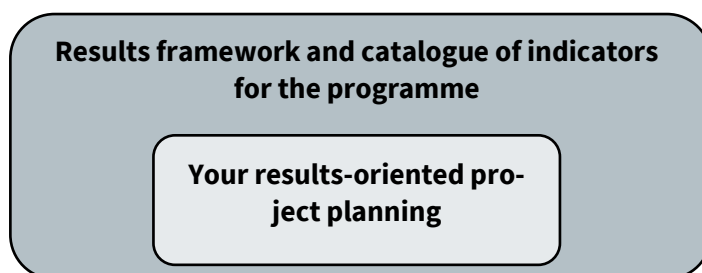 Results framework and catalogue of indicators
for the programme
Your results-oriented pro-
ject planning